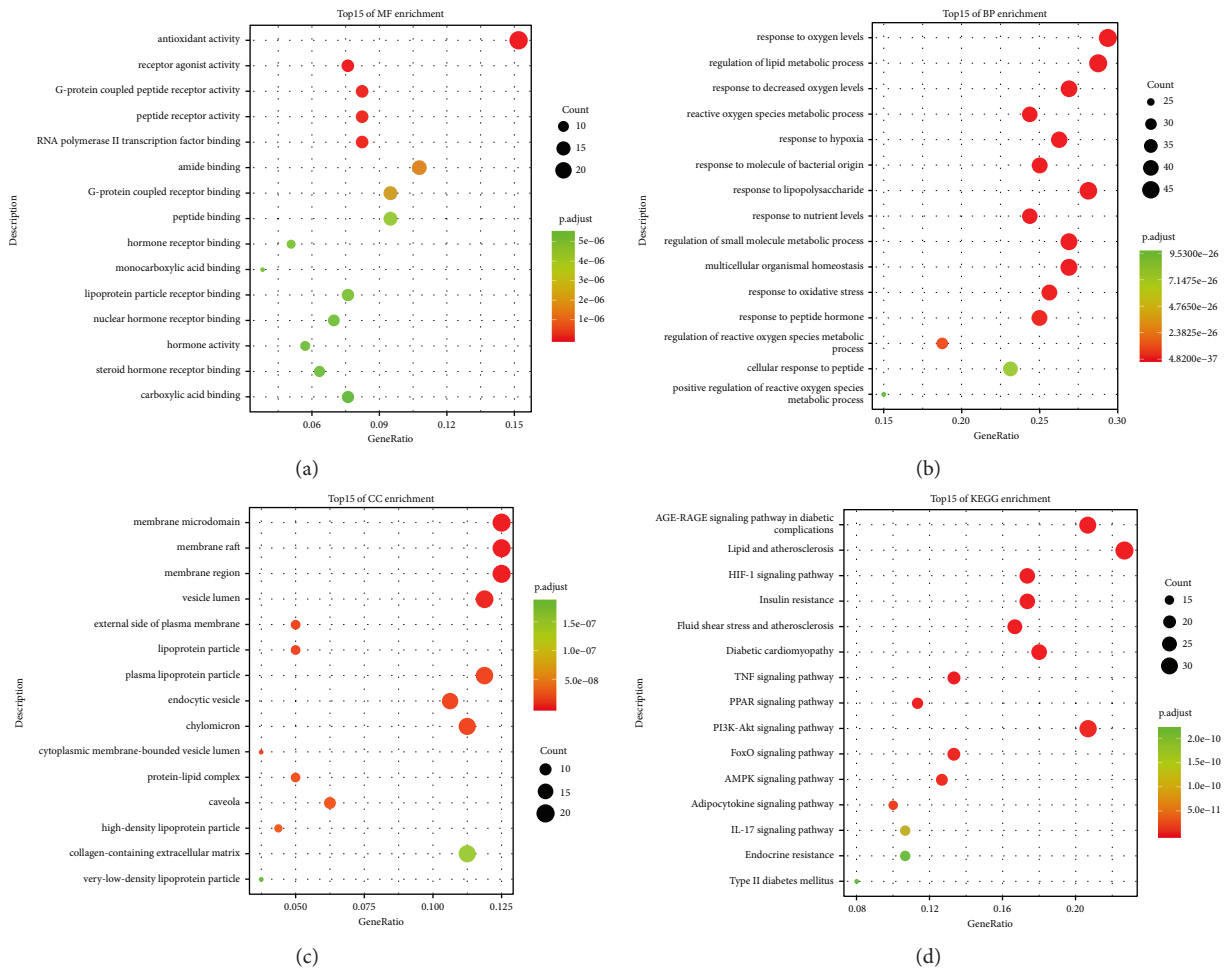 Top15 of MF enrichment
antioxidant activity
receptor agonist activity
G-protein coupled peptide receptor activity
peptide receptor activity
RNA polymerase II transcription factor binding
amide binding
G-protein coupled receptor binding
peptide binding
hormone receptor binding
monocarboxylic acid binding
lipoprotein particle receptor binding
nuclear hormone receptor binding
hormone activity
steroid hormone receptor binding
carboxylic acid binding
Description
0.06 0.09 0.12 0.15
GeneRatio
Count
10
15
20
p.adjust
5e−06
4e−06
3e−06
2e−06
1e−06
(a)
Top15 of BP enrichment
response to oxygen levels
regulation of lipid metabolic process
response to decreased oxygen levels
reactive oxygen species metabolic process
response to hypoxia
response to molecule of bacterial origin
response to lipopolysaccharide
response to nutrient levels
regulation of small molecule metabolic process
multicellular organismal homeostasis
response to oxidative stress
response to peptide hormone
regulation of reactive oxygen species metabolic
process
cellular response to peptide
positive regulation of reactive oxygen species
metabolic process
Description
0.15 0.20 0.25 0.30
GeneRatio
Count
25
30
35
40
45
p.adjust
9.5300e−26
7.1475e−26
4.7650e−26
2.3825e−26
4.8200e−37
(b)
Top15 of CC enrichment
membrane microdomain
membrane raft
membrane region
vesicle lumen
external side of plasma membrane
lipoprotein particle
plasma lipoprotein particle
endocytic vesicle
chylomicron
cytoplasmic membrane-bounded vesicle lumen
protein-lipid complex
caveola
high-density lipoprotein particle
collagen-containing extracellular matrix
very-low-density lipoprotein particle
Description
0.050 0.075 0.100 0.125
GeneRatio
p.adjust
1.5e−07
1.0e−07
5.0e−08
Count
10
15
20
(c)
Top15 of KEGG enrichment
AGE-RAGE signaling pathway in diabetic
complications
Lipid and atherosclerosis
HIF-1 signaling pathway
Insulin resistance
Fluid shear stress and atherosclerosis
Diabetic cardiomyopathy
TNF signaling pathway
PPAR signaling pathway
PI3K-Akt signaling pathway
FoxO signaling pathway
AMPK signaling pathway
Adipocytokine signaling pathway
IL-17 signaling pathway
Endocrine resistance
Type II diabetes mellitus
Description
0.08 0.12 0.16 0.20
GeneRatio
Count
15
20
25
30
p.adjust
2.0e−10
1.5e−10
1.0e−10
5.0e−11
(d)